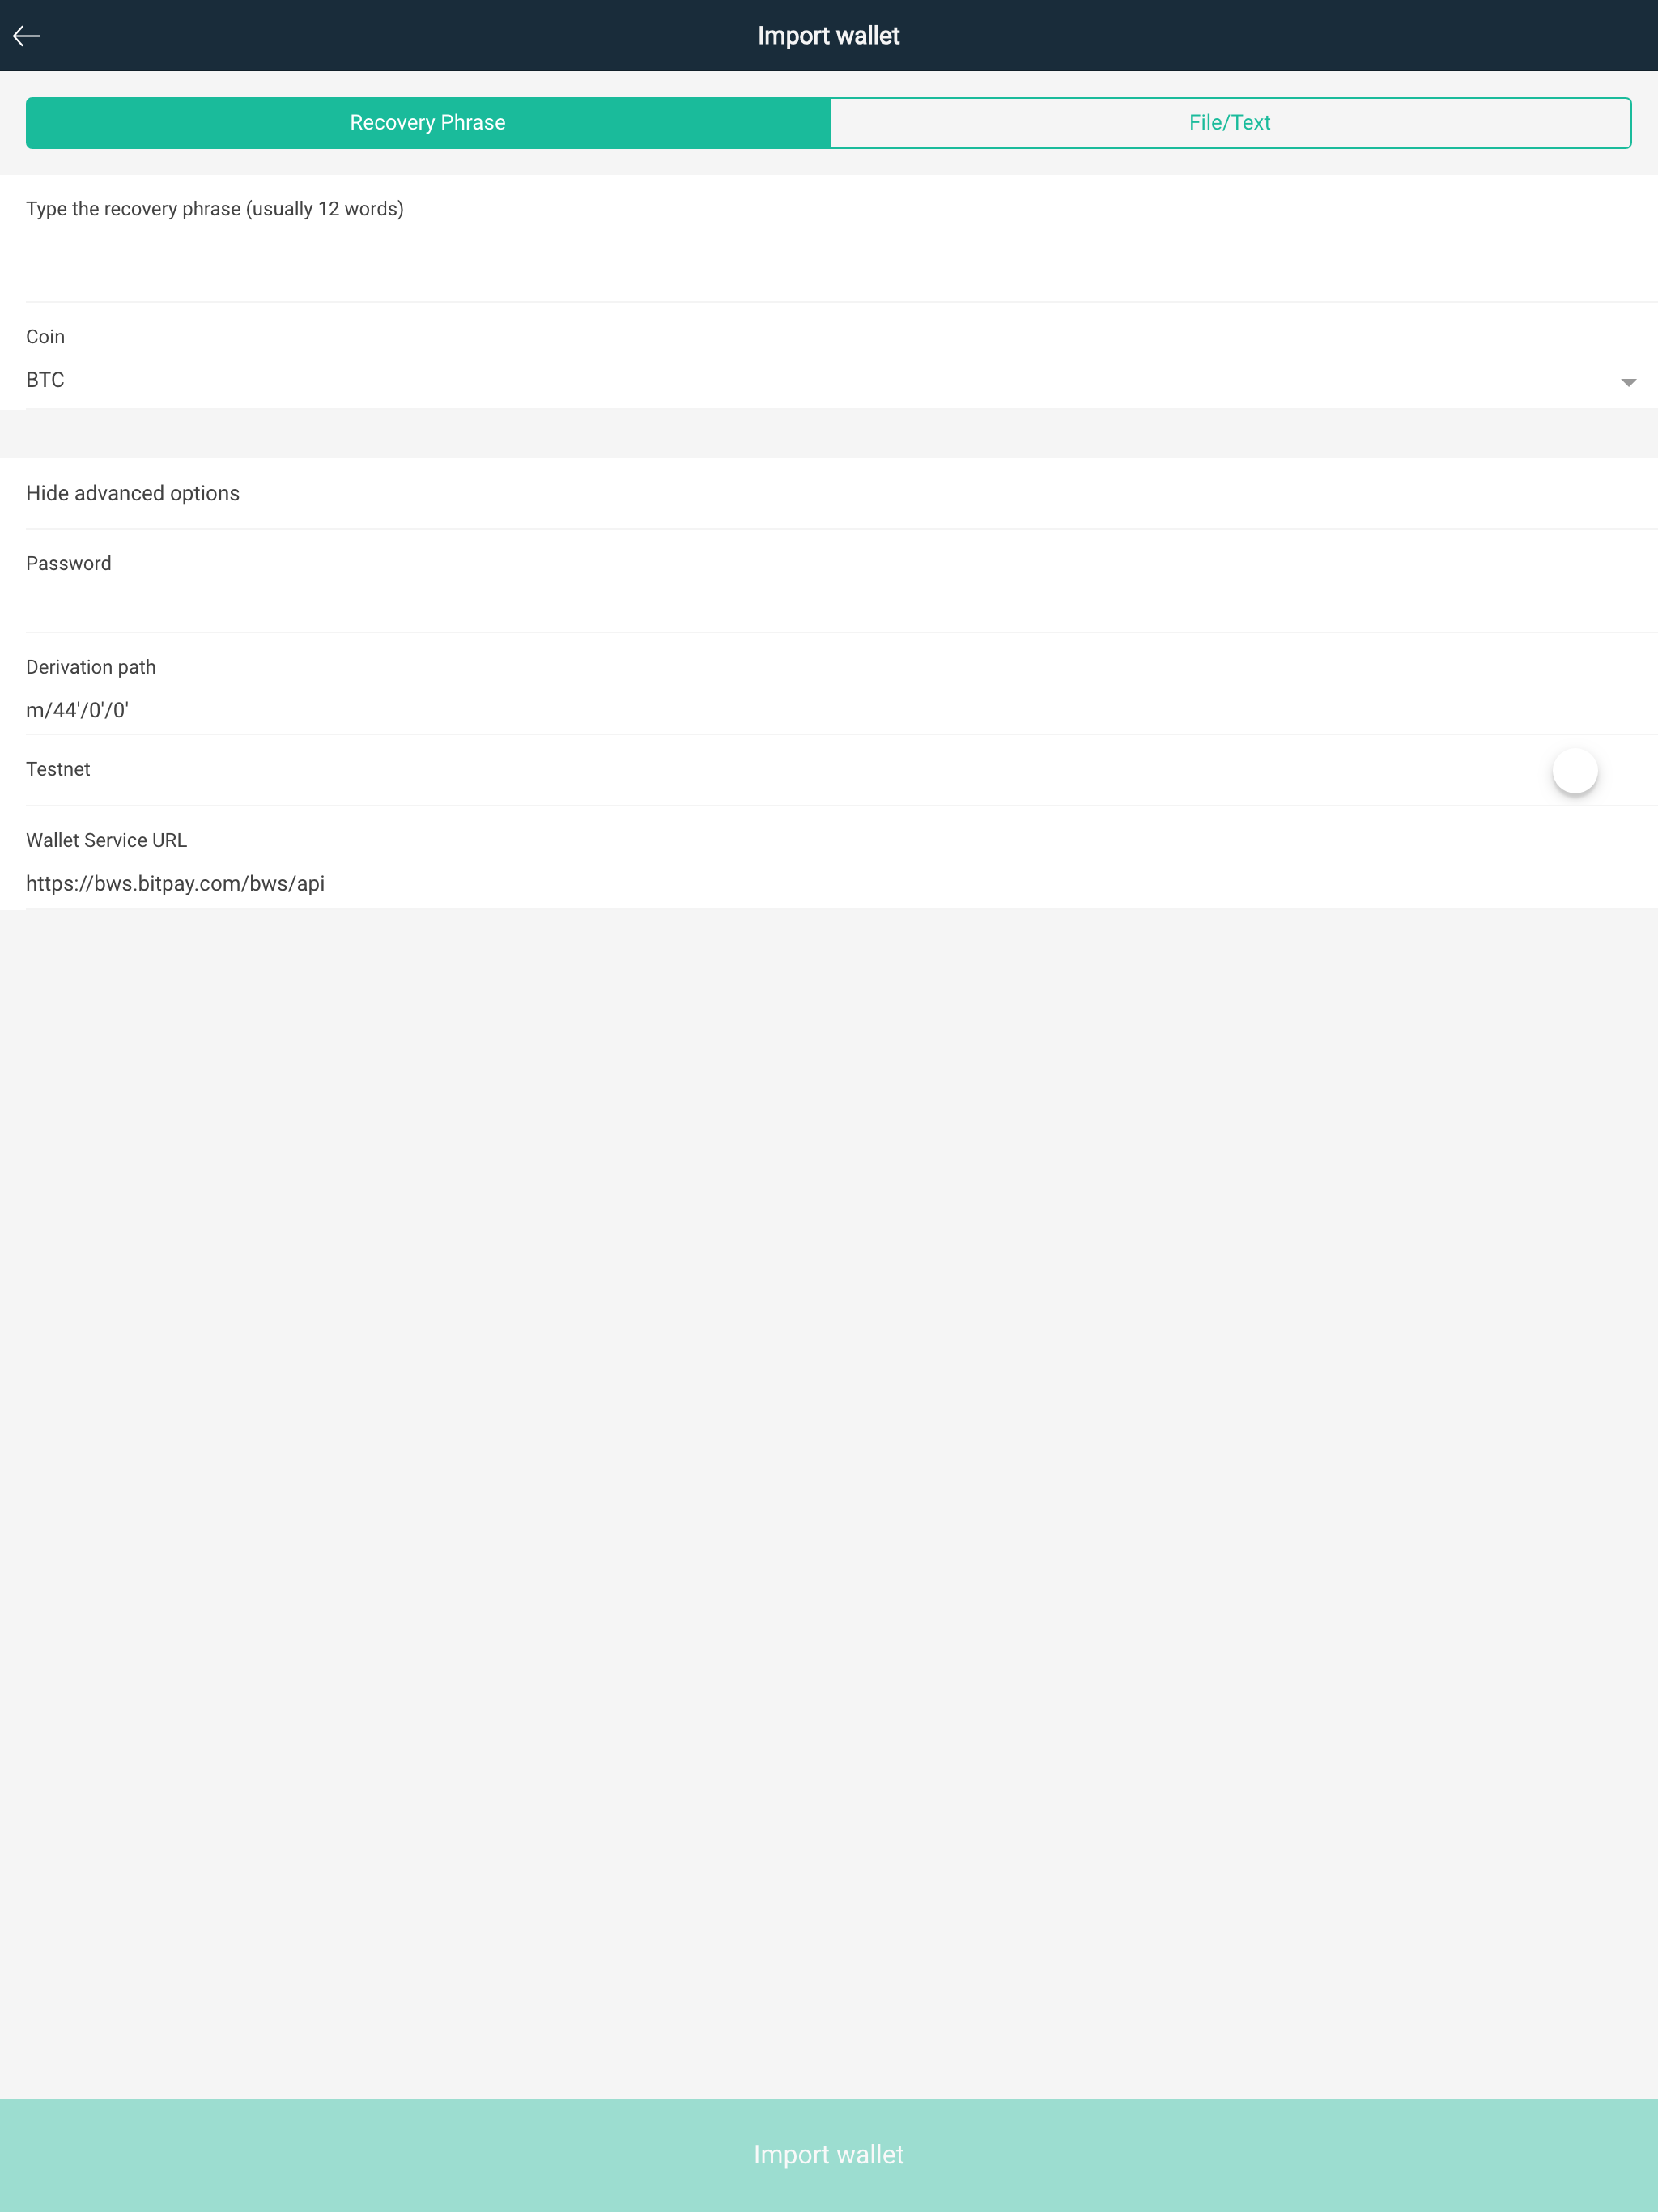 Import wallet
Recovery Phrase
File/Text
Type the recovery phrase (usually 12 words)
Coin
BTC
Hide advanced options
Password
Derivation path
m/44'/0'/0'
Testnet
Wallet Service URL
https://bws.bitpay.com/bws/api
Import wallet